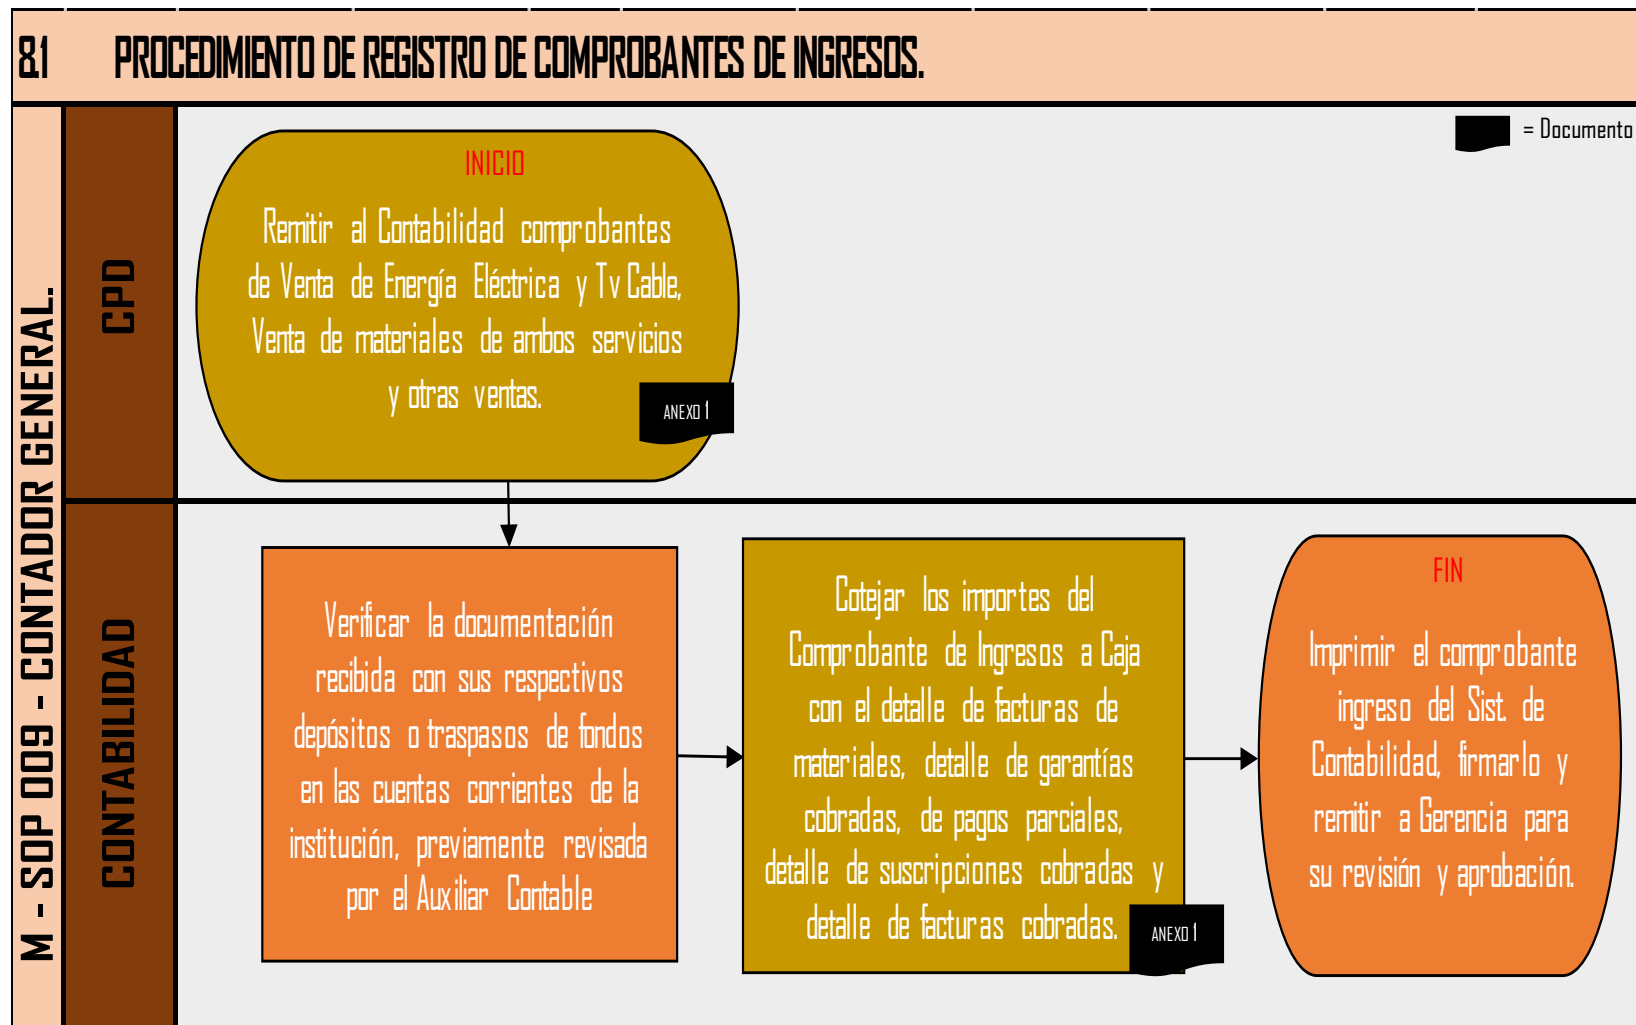 8.1 PROCEDIMIENTO DE REGISTRO DE COMPROBANTES DE INGRESOS.
= Documento
M - SOP 009 - CONTADOR GENERAL.
CPD
INICIO
Remitir al Contabilidad comprobantes
de Venta de Energía Eléctrica y Tv Cable,
Venta de materiales de ambos servicios
y otras ventas.
ANEXO 1
CONTABILIDAD
Verificar la documentación
recibida con sus respectivos
depósitos o traspasos de fondos
en las cuentas corrientes de la
institución, previamente revisada
por el Auxiliar Contable
Cotejar los importes del
Comprobante de Ingresos a Caja
con el detalle de facturas de
materiales, detalle de garantías
cobradas, de pagos parciales,
detalle de suscripciones cobradas y
detalle de facturas cobradas.
ANEXO 1
FIN
Imprimir el comprobante
ingreso del Sist. de
Contabilidad, firmarlo y
remitir a Gerencia para
su revisión y aprobación.